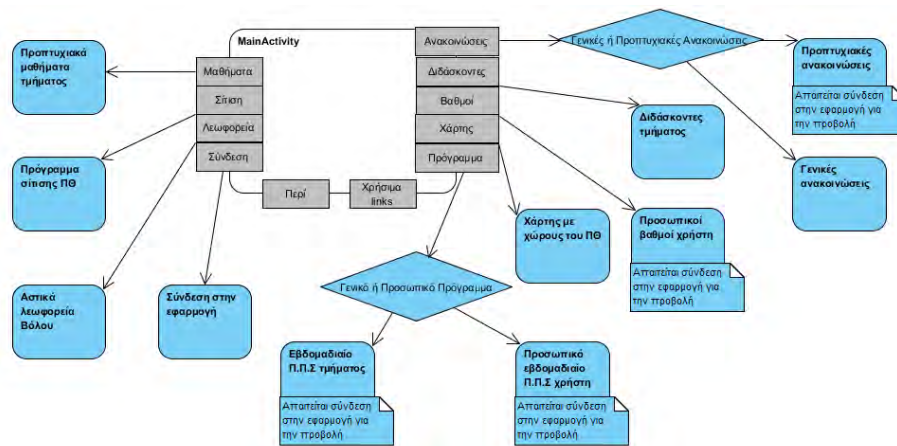 MainActivity
Ανακοινώσεις
Διδάσκοντες
Βαθμοί
Χάρτης
Πρόγραμμα
Μαθήματα
Σίτιση
Λεωφορεία
Σύνδεση
Περί
Χρήσιμα
links
Προπτυχιακά
μαθήματα
τμήματος
Πρόγραμμα
σίτισης ΠΘ
Αστικά
λεωφορεία
Βόλου
Σύνδεση στην
εφαρμογή
Γενικές ή Προπτυχιακές Ανακοινώσεις
Προπτυχιακές
ανακοινώσεις
Απαιτείται σύνδεση
στην εφαρμογή για
την προβολή
Γενικές
ανακοινώσεις
Διδάσκοντες
τμήματος
Προσωπικοί
βαθμοί χρήστη
Απαιτείται σύνδεση
στην εφαρμογή για
την προβολή
Χάρτης με
χώρους του ΠΘ
Γενικό ή Προσωπικό Πρόγραμμα
Εβδομαδιαίο
Π.Π.Σ τμήματος
Απαιτείται σύνδεση
στην εφαρμογή για
την προβολή
Προσωπικό
εβδομαδιαίο
Π.Π.Σ χρήστη
Απαιτείται σύνδεση
στην εφαρμογή για
την προβολή